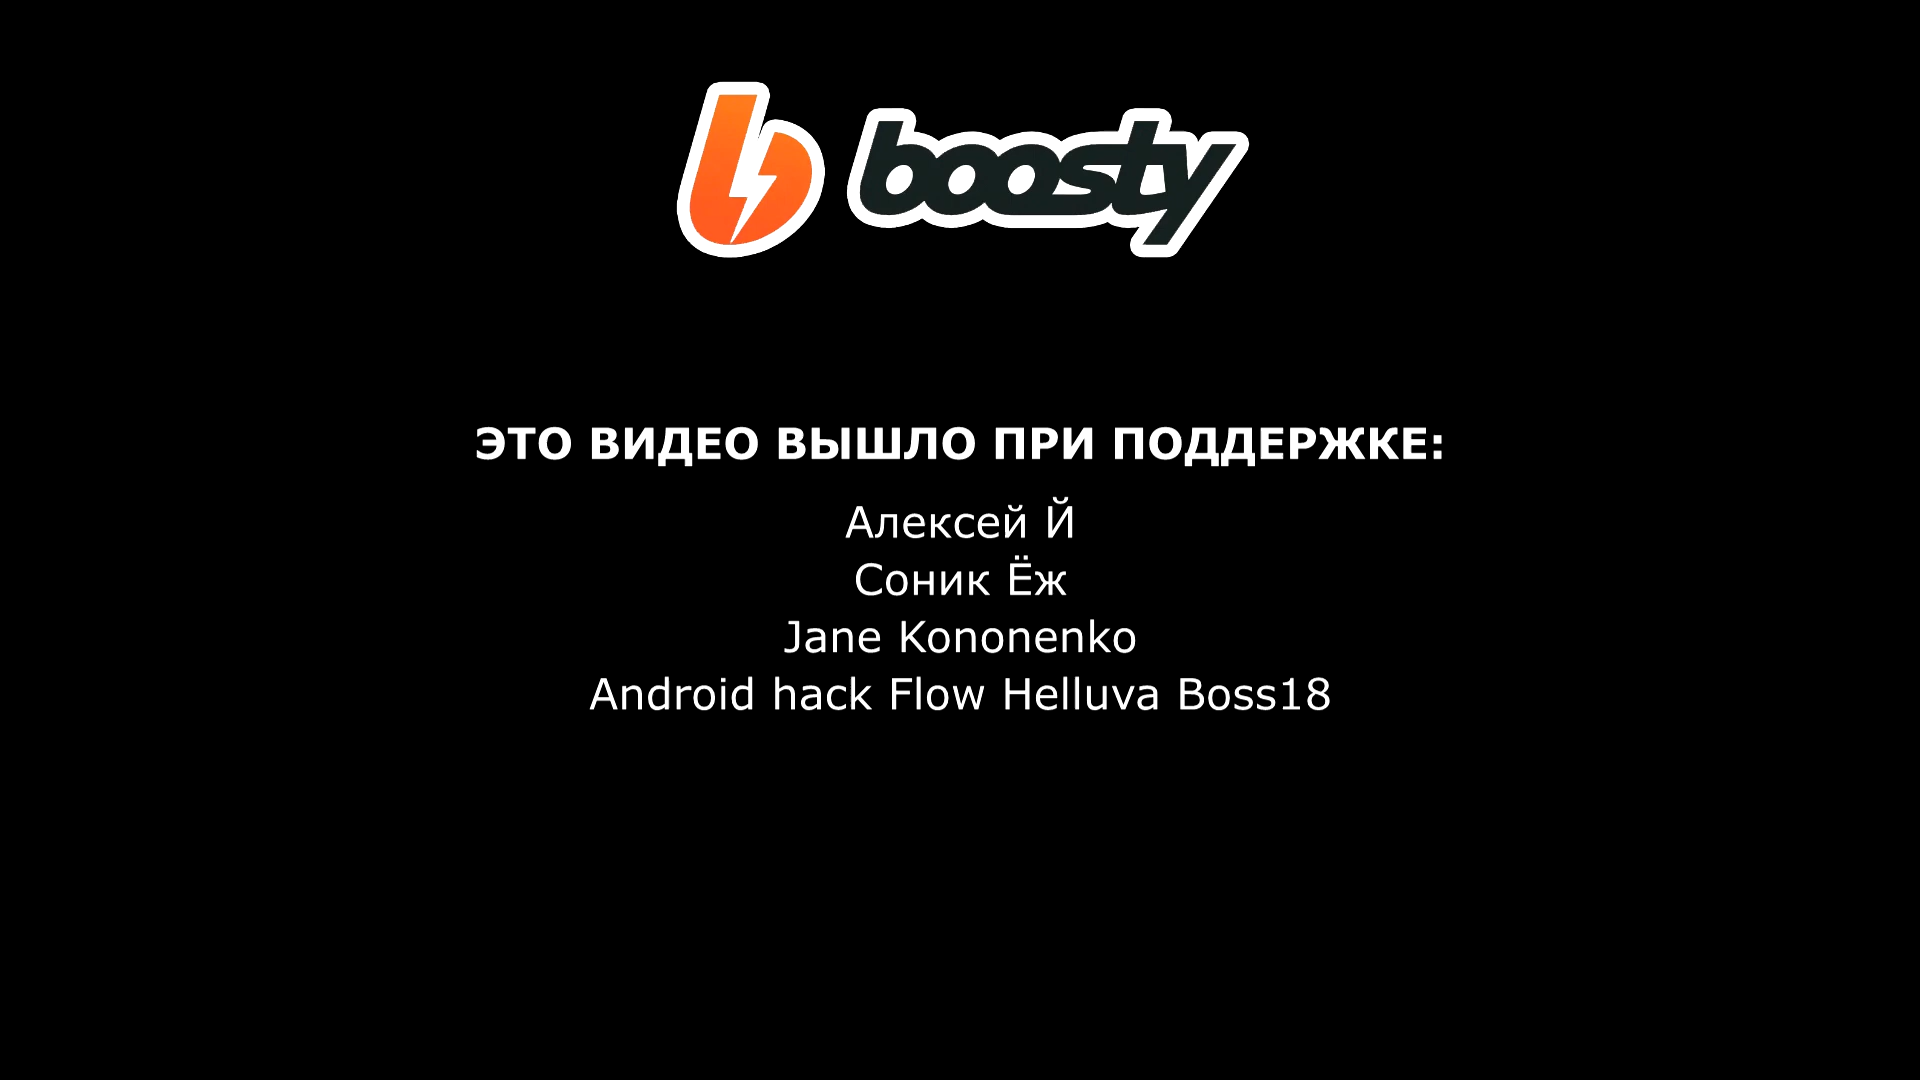 boosty
ЭТО ВИДЕО ВЫШЛО ПРИ ПОДДЕРЖКЕ:
Алексей Й
Соник Ёж
Jane Kononenko
Android hack Flow Helluva Boss18